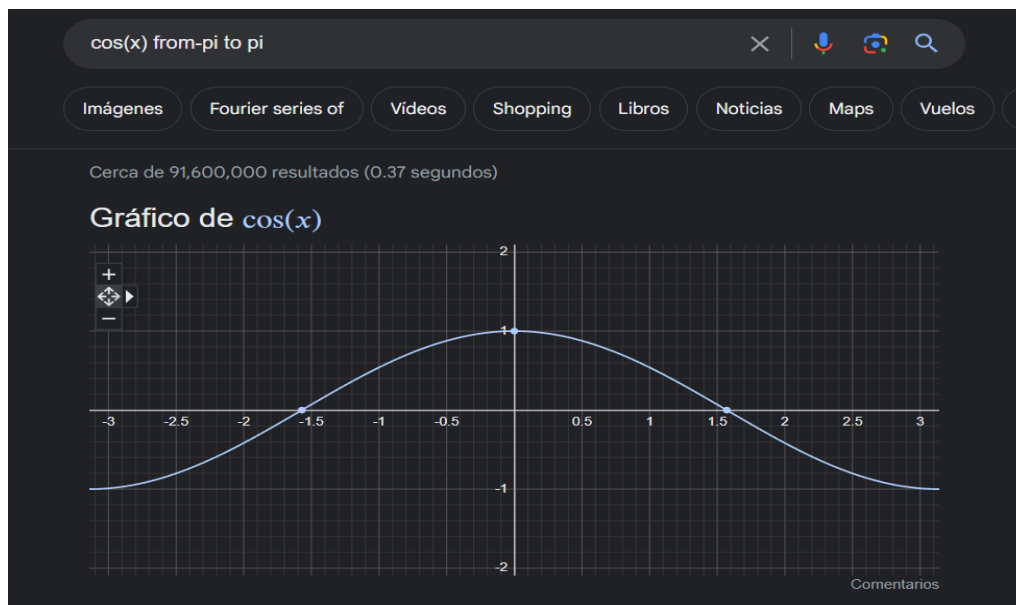 cos(x) from-pi to pi
Imágenes Fourier series of Vídeos Shopping Libros Noticias Maps Vuelos
Cerca de 91,600,000 resultados (0.37 segundos)
Gráfico de cos(x)
2
+
−
1
-3 -2.5 -2 -1.5 -1 -0.5 0.5 1 1.5 2 2.5 3
-1
-2
Comentarios